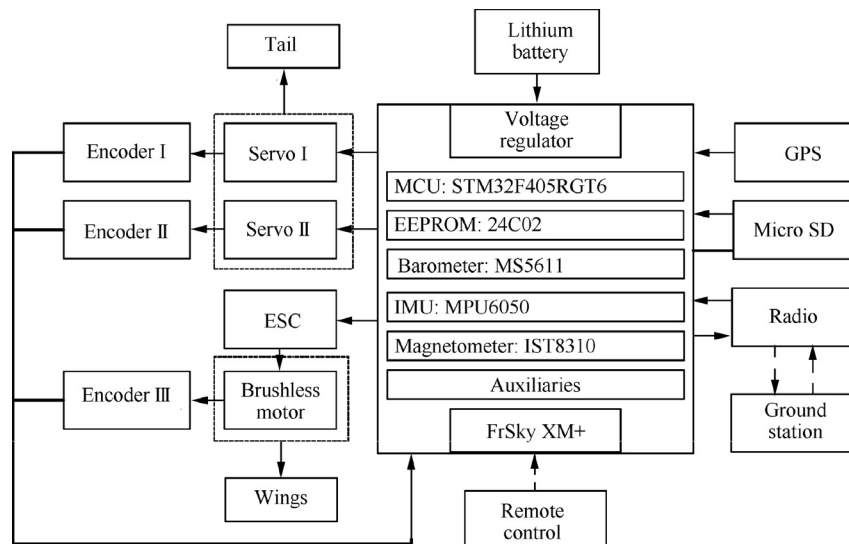 Lithium
battery
Tail
Voltage
regulator
Encoder I
Servo I
GPS
MCU: STM32F405RGT6
EEPROM: 24C02
Encoder II
Servo II
Micro SD
Barometer: MS5611
IMU: MPU6050
ESC
Radio
Magnetometer: IST8310
Encoder III
Brushless
motor
Auxiliaries
Ground
station
FrSky XM+
Wings
Remote
control